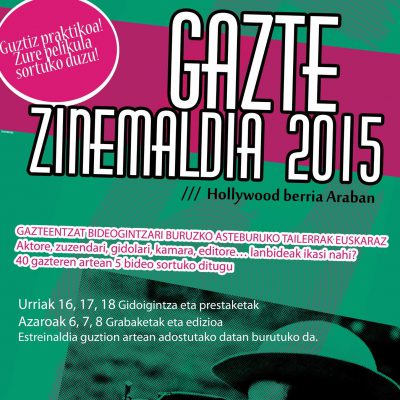 Guztiz praktikoa!
Zure pelikula
sortuko duzu!
GAZTE
ZINEMALDIA 2015
/// Hollywood berria Araban
GAZTEENTZAT BIDEOGINTZARI BURUZKO ASTEBURUKO TAILERRAK EUSKARAZ
Aktore, zuzendari, gidolari, kamara, editore... lanbideak ikasi nahi?
40 gazteren artean 5 bideo sortuko ditugu
Urriak 16, 17, 18 Gidoigintza eta prestaketak
Azaroak 6, 7, 8 Grabaketak eta edizioa
Estreinaldia guztion artean adostutako datan burutuko da.